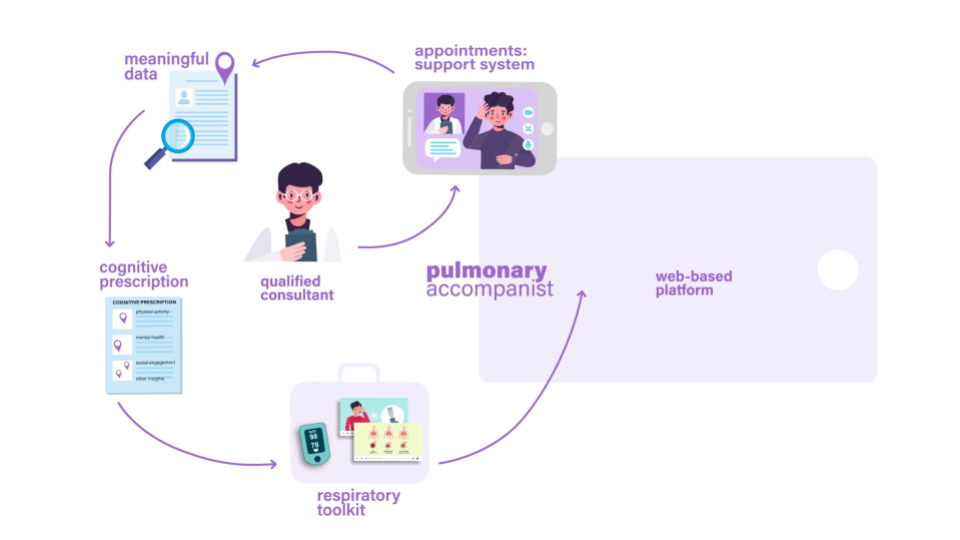 appointments:
support system
meaningful
data
qualified
consultant
cognitive
prescription
COGNITIVE PRESCRIPTION
physical activity
mental health
social engagement
other insights
pulmonary
accompanist
web-based
platform
98
respiratory
toolkit